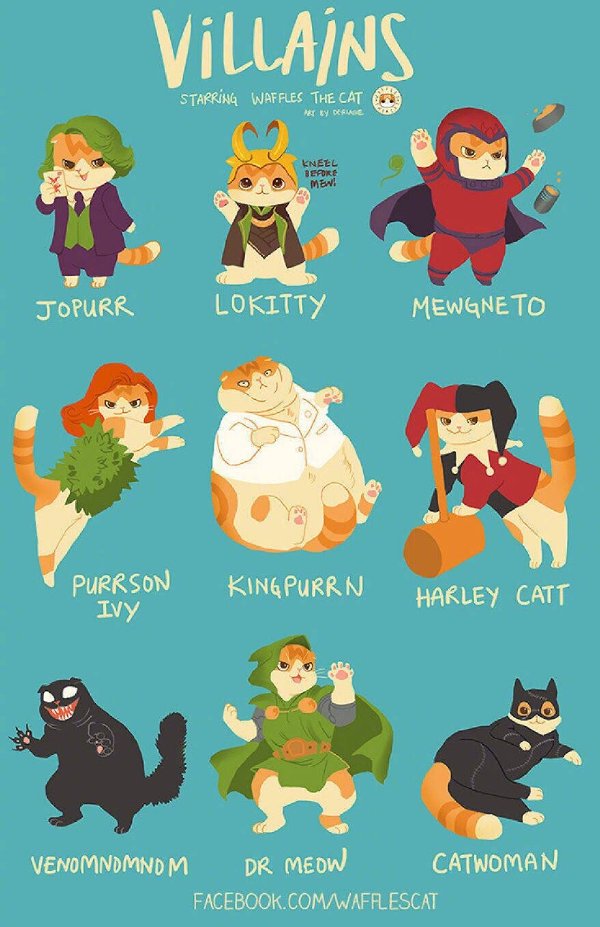 ViLLAiNS
STARRiNG WAFFLES THE CAT
ART BY
KNEEL
BEFORE
MEW!
JOPURR
LOKITTY
MEWGNETO
PURRSON
IVY
KINGPURRN
HARLEY CATT
VENOMNOMNOM
DR MEOW
CATWOMAN
FACEBOOK.COM/WAFFLESCAT